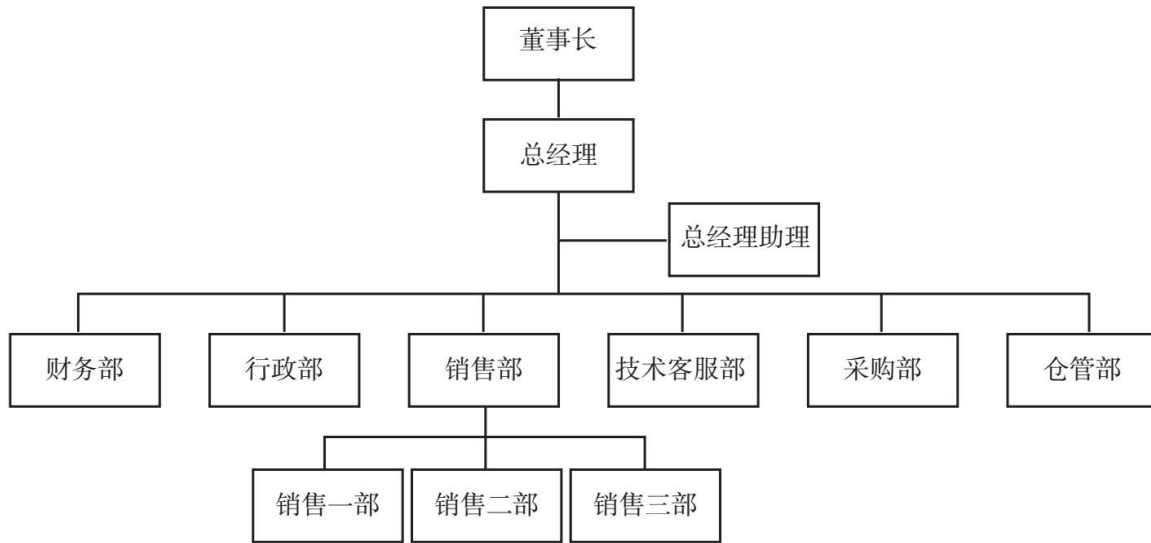 董事长
总经理
总经理助理
财务部
行政部
销售部
技术客服部
采购部
仓管部
销售一部
销售二部
销售三部